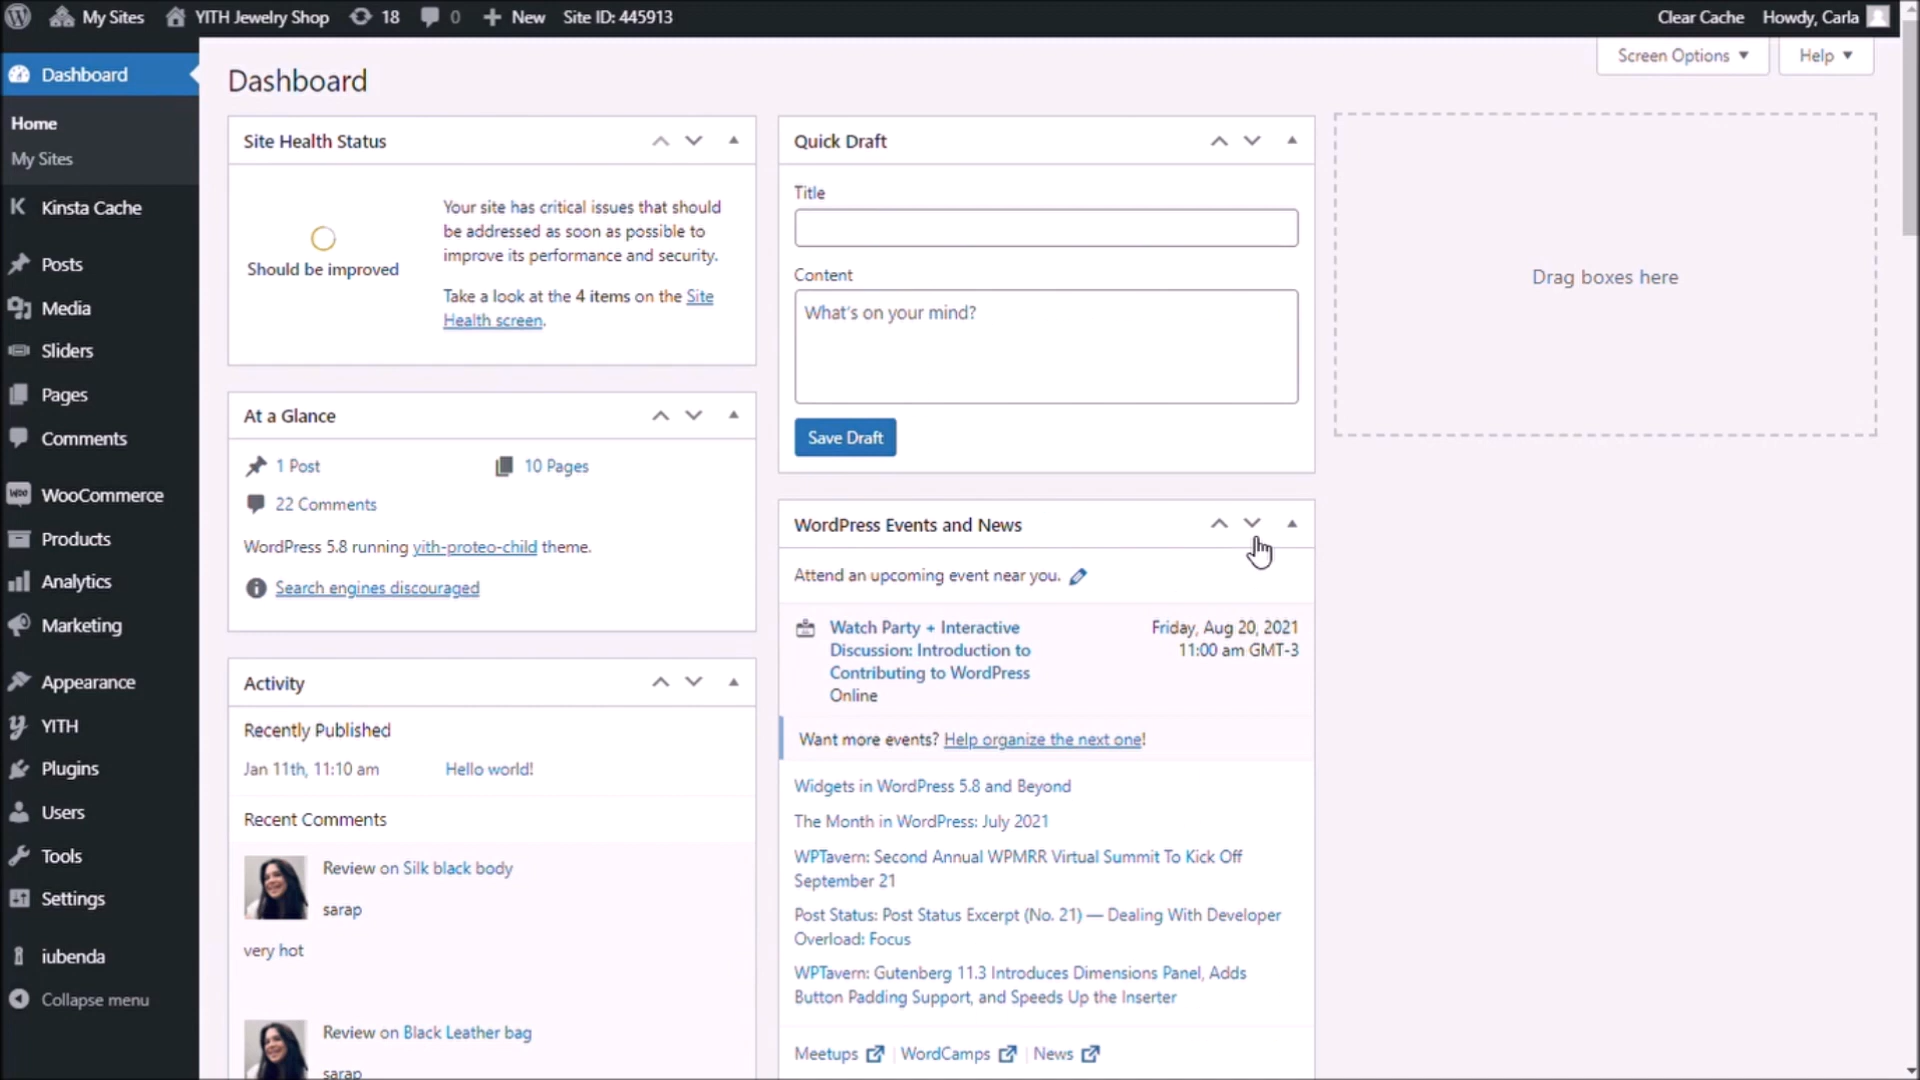 My Sites
YITH Jewelry Shop
18
0
New
Site ID: 445913
Clear Cache
Howdy, Carla
Dashboard
Home
My Sites
Kinsta Cache
Posts
Media
Sliders
Pages
Comments
WooCommerce
Products
Analytics
Marketing
Appearance
YITH
Plugins
Users
Tools
Settings
iubenda
Collapse menu
Screen Options
Help
Dashboard
Site Health Status
Should be improved
Your site has critical issues that should
be addressed as soon as possible to
improve its performance and security.
Take a look at the 4 items on the Site
Health screen.
At a Glance
1 Post
10 Pages
22 Comments
WordPress 5.8 running yith-proteo-child theme.
Search engines discouraged
Activity
Recently Published
Jan 11th, 11:10 am
Hello world!
Recent Comments
Review on Silk black body
sarap
very hot
Review on Black Leather bag
sarap
Quick Draft
Title
Content
What's on your mind?
Save Draft
WordPress Events and News
Attend an upcoming event near you.
Watch Party + Interactive
Discussion: Introduction to
Contributing to WordPress
Online
Friday, Aug 20, 2021
11:00 am GMT-3
Want more events? Help organize the next one!
Widgets in WordPress 5.8 and Beyond
The Month in WordPress: July 2021
WPTavern: Second Annual WPMRR Virtual Summit To Kick Off
September 21
Post Status: Post Status Excerpt (No. 21) — Dealing With Developer
Overload: Focus
WPTavern: Gutenberg 11.3 Introduces Dimensions Panel, Adds
Button Padding Support, and Speeds Up the Inserter
Meetups
WordCamps
News
Drag boxes here